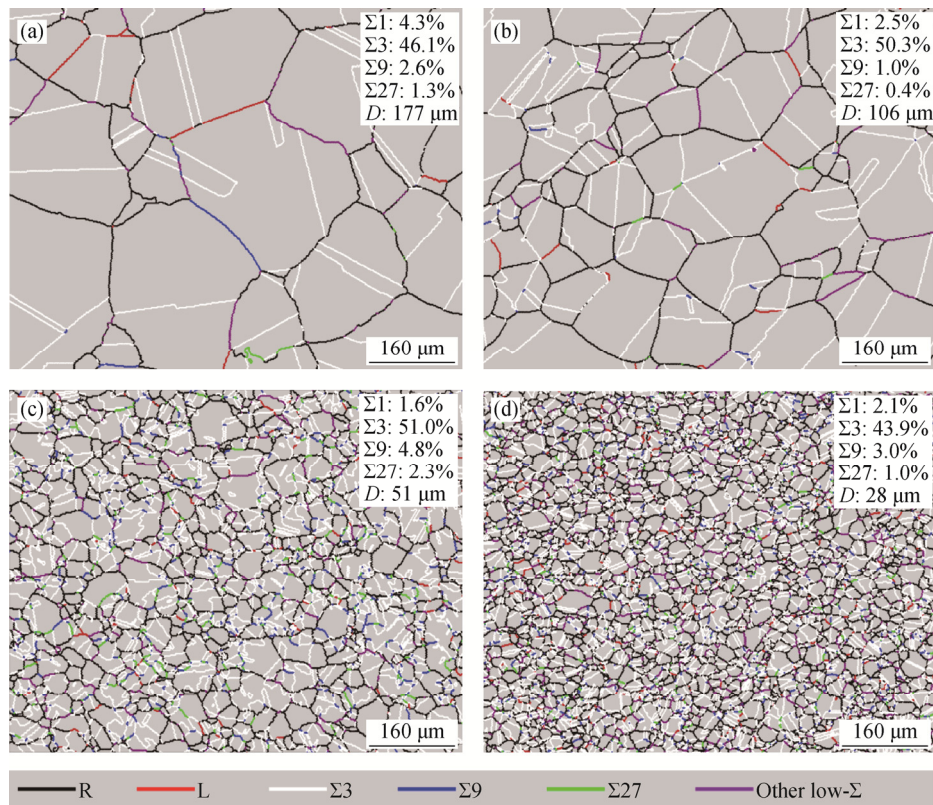 (a)
Σ1: 4.3%
Σ3: 46.1%
Σ9: 2.6%
Σ27: 1.3%
D: 177 μm
160 μm
(b)
Σ1: 2.5%
Σ3: 50.3%
Σ9: 1.0%
Σ27: 0.4%
D: 106 μm
160 μm
(c)
Σ1: 1.6%
Σ3: 51.0%
Σ9: 4.8%
Σ27: 2.3%
D: 51 μm
160 μm
(d)
Σ1: 2.1%
Σ3: 43.9%
Σ9: 3.0%
Σ27: 1.0%
D: 28 μm
160 μm
R L Σ3 Σ9 Σ27 Other low-Σ